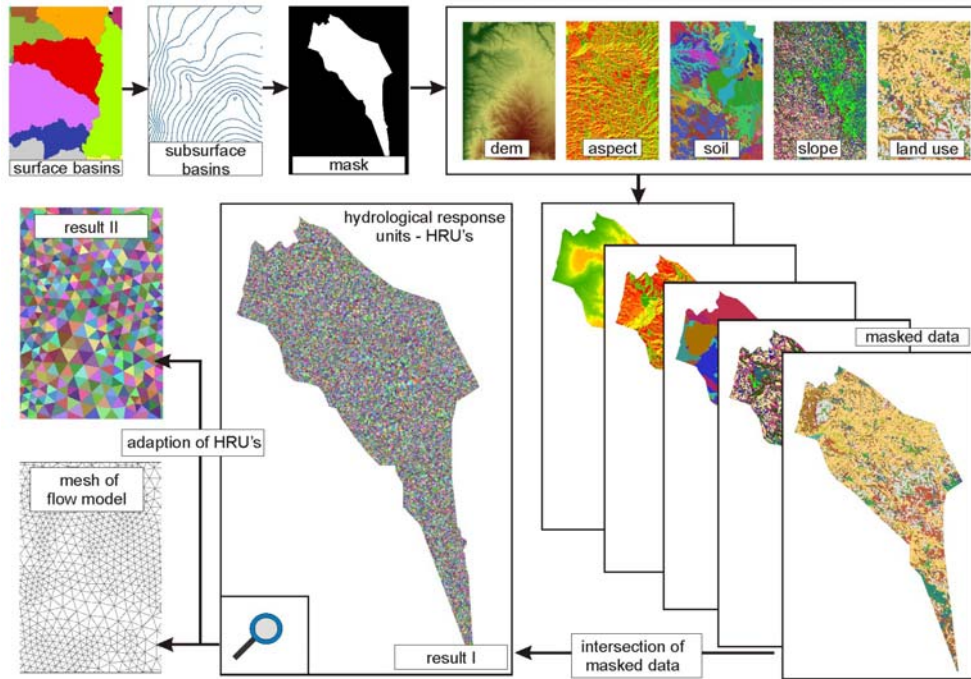 surface basins
subsurface
basins
mask
dem
aspect
soil
slope
land use
result II
hydrological response
units - HRU's
masked data
adaption of HRU's
mesh of
flow model
result I
intersection of
masked data